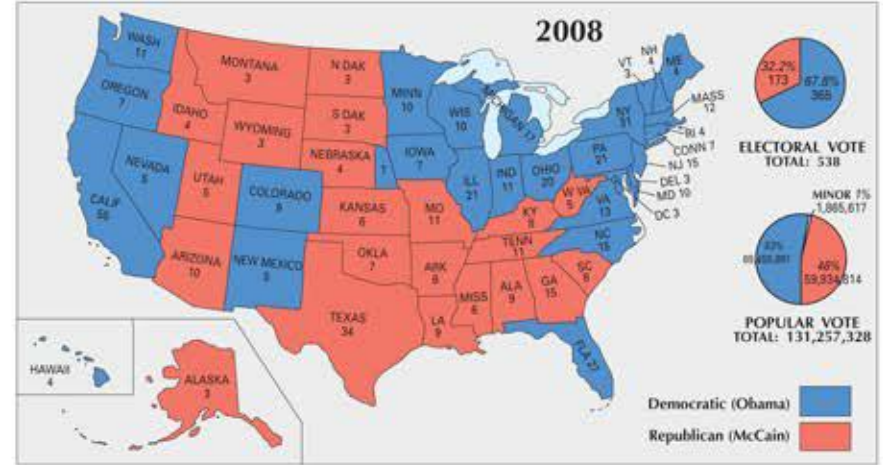 2008
WASH
11
OREGON
7
CALIF
55
NEVADA
5
IDAHO
4
MONTANA
3
WYOMING
3
UTAH
5
ARIZONA
10
COLORADO
9
NEW MEXICO
5
N DAK
3
S DAK
3
NEBRASKA
4
1
KANSAS
6
OKLA
7
TEXAS
34
MINN
10
IOWA
MO
11
ARK
6
LA
9
WIS
10
ILL
21
MICHIGAN 17
IND
11
OHIO
20
KY
8
TENN
11
MISS
6
ALA
9
GA
15
FLA 27
SC
8
NC
15
VA
13
W VA
5
PA
21
NY
31
VT
3
NH
4
ME
4
MASS
12
RI 4
CONN 7
NJ 15
DEL 3
MD 10
DC 3
HAWAII
4
ALASKA
3
32.2%
173
67.8%
365
ELECTORAL VOTE
TOTAL: 538
MINOR 1%
1,865,617
46%
59,934,814
POPULAR VOTE
TOTAL: 131,257,328
Democratic (Obama)
Republican (McCain)